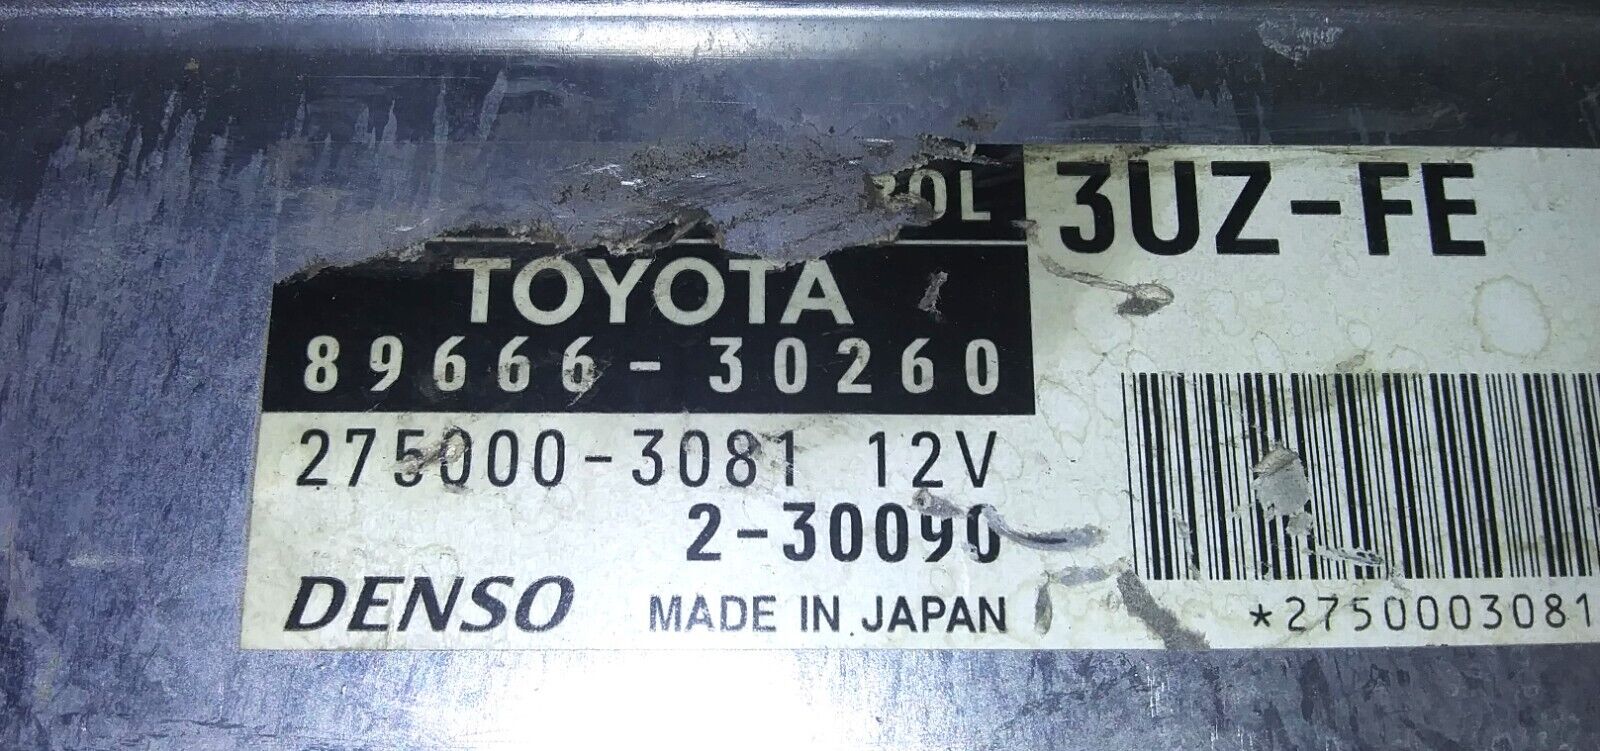 3UZ-FE
TOYOTA
89666-30260
275000-3081 12V
2-30090
DENSO MADE IN JAPAN
*2750003081